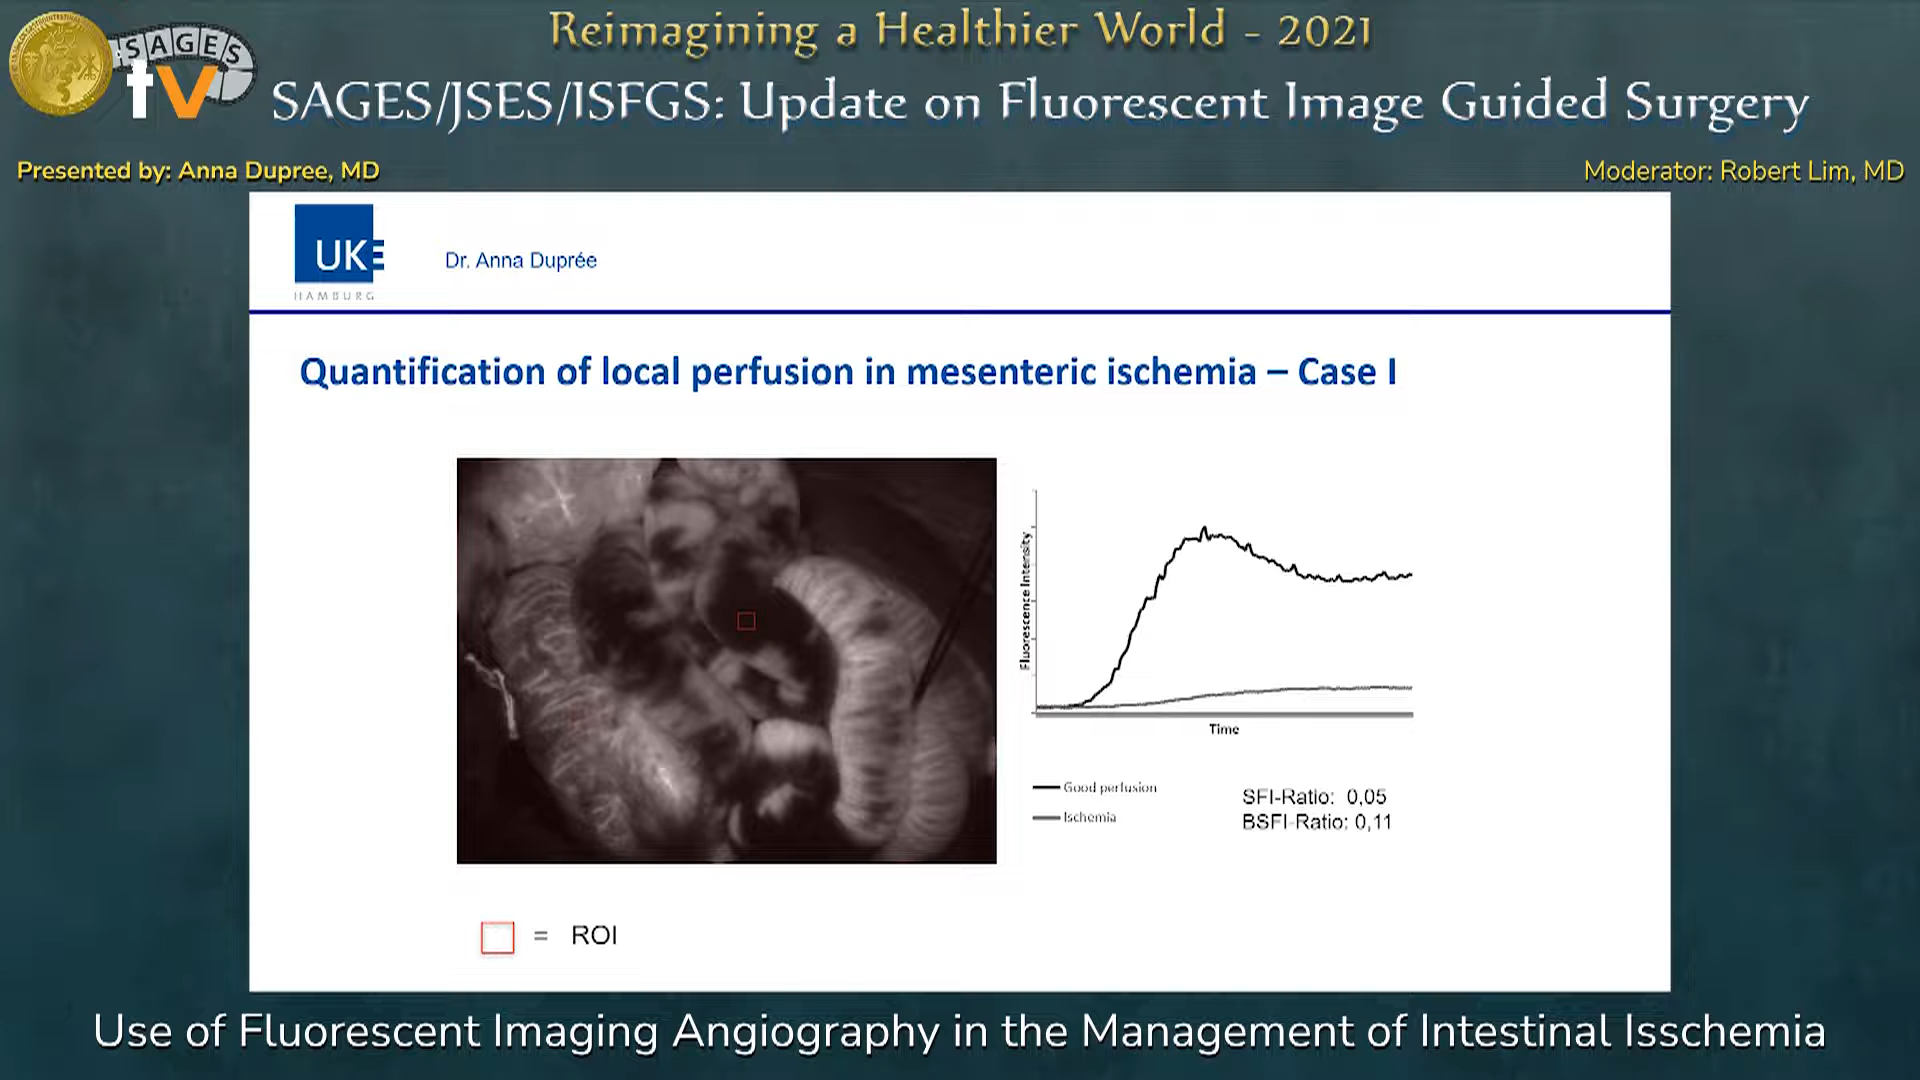 Reimagining a Healthier World - 2021
SAGES
tv
SAGES/JSES/ISFGS: Update on Fluorescent Image Guided Surgery
Presented by: Anna Dupree, MD
Moderator: Robert Lim, MD
UKE
HAMBURG
Dr. Anna Duprée
Quantification of local perfusion in mesenteric ischemia – Case I
Fluorescence Intensity
Time
Good perfusion
Ischemia
SFI-Ratio: 0,05
BSFI-Ratio: 0,11
= ROI
Use of Fluorescent Imaging Angiography in the Management of Intestinal Isschemia